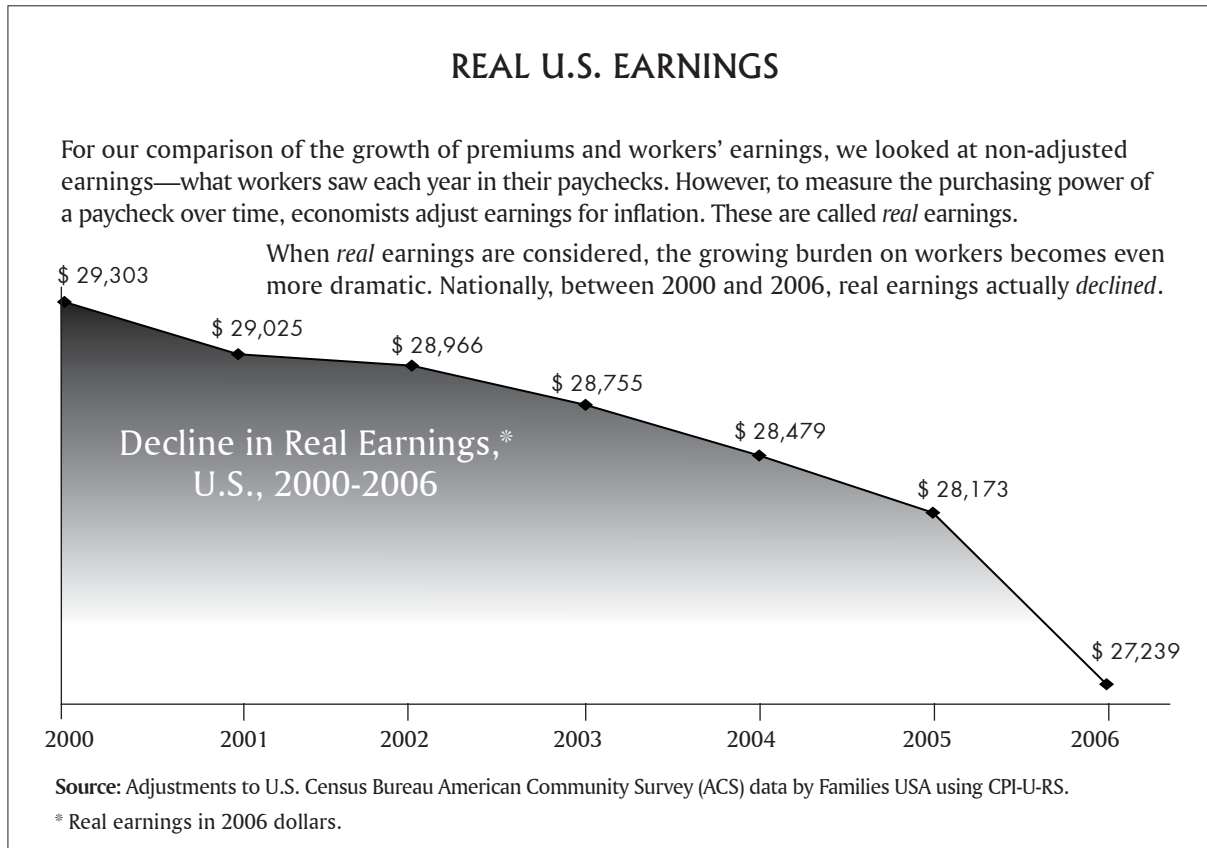 REAL U.S. EARNINGS
For our comparison of the growth of premiums and workers’ earnings, we looked at non-adjusted
earnings—what workers saw each year in their paychecks. However, to measure the purchasing power of
a paycheck over time, economists adjust earnings for inflation. These are called real earnings.
When real earnings are considered, the growing burden on workers becomes even
more dramatic. Nationally, between 2000 and 2006, real earnings actually declined.
$ 29,303
$ 29,025
$ 28,966
$ 28,755
$ 28,479
$ 28,173
$ 27,239
Decline in Real Earnings,*
U.S., 2000-2006
2000 2001 2002 2003 2004 2005 2006
Source: Adjustments to U.S. Census Bureau American Community Survey (ACS) data by Families USA using CPI-U-RS.
* Real earnings in 2006 dollars.